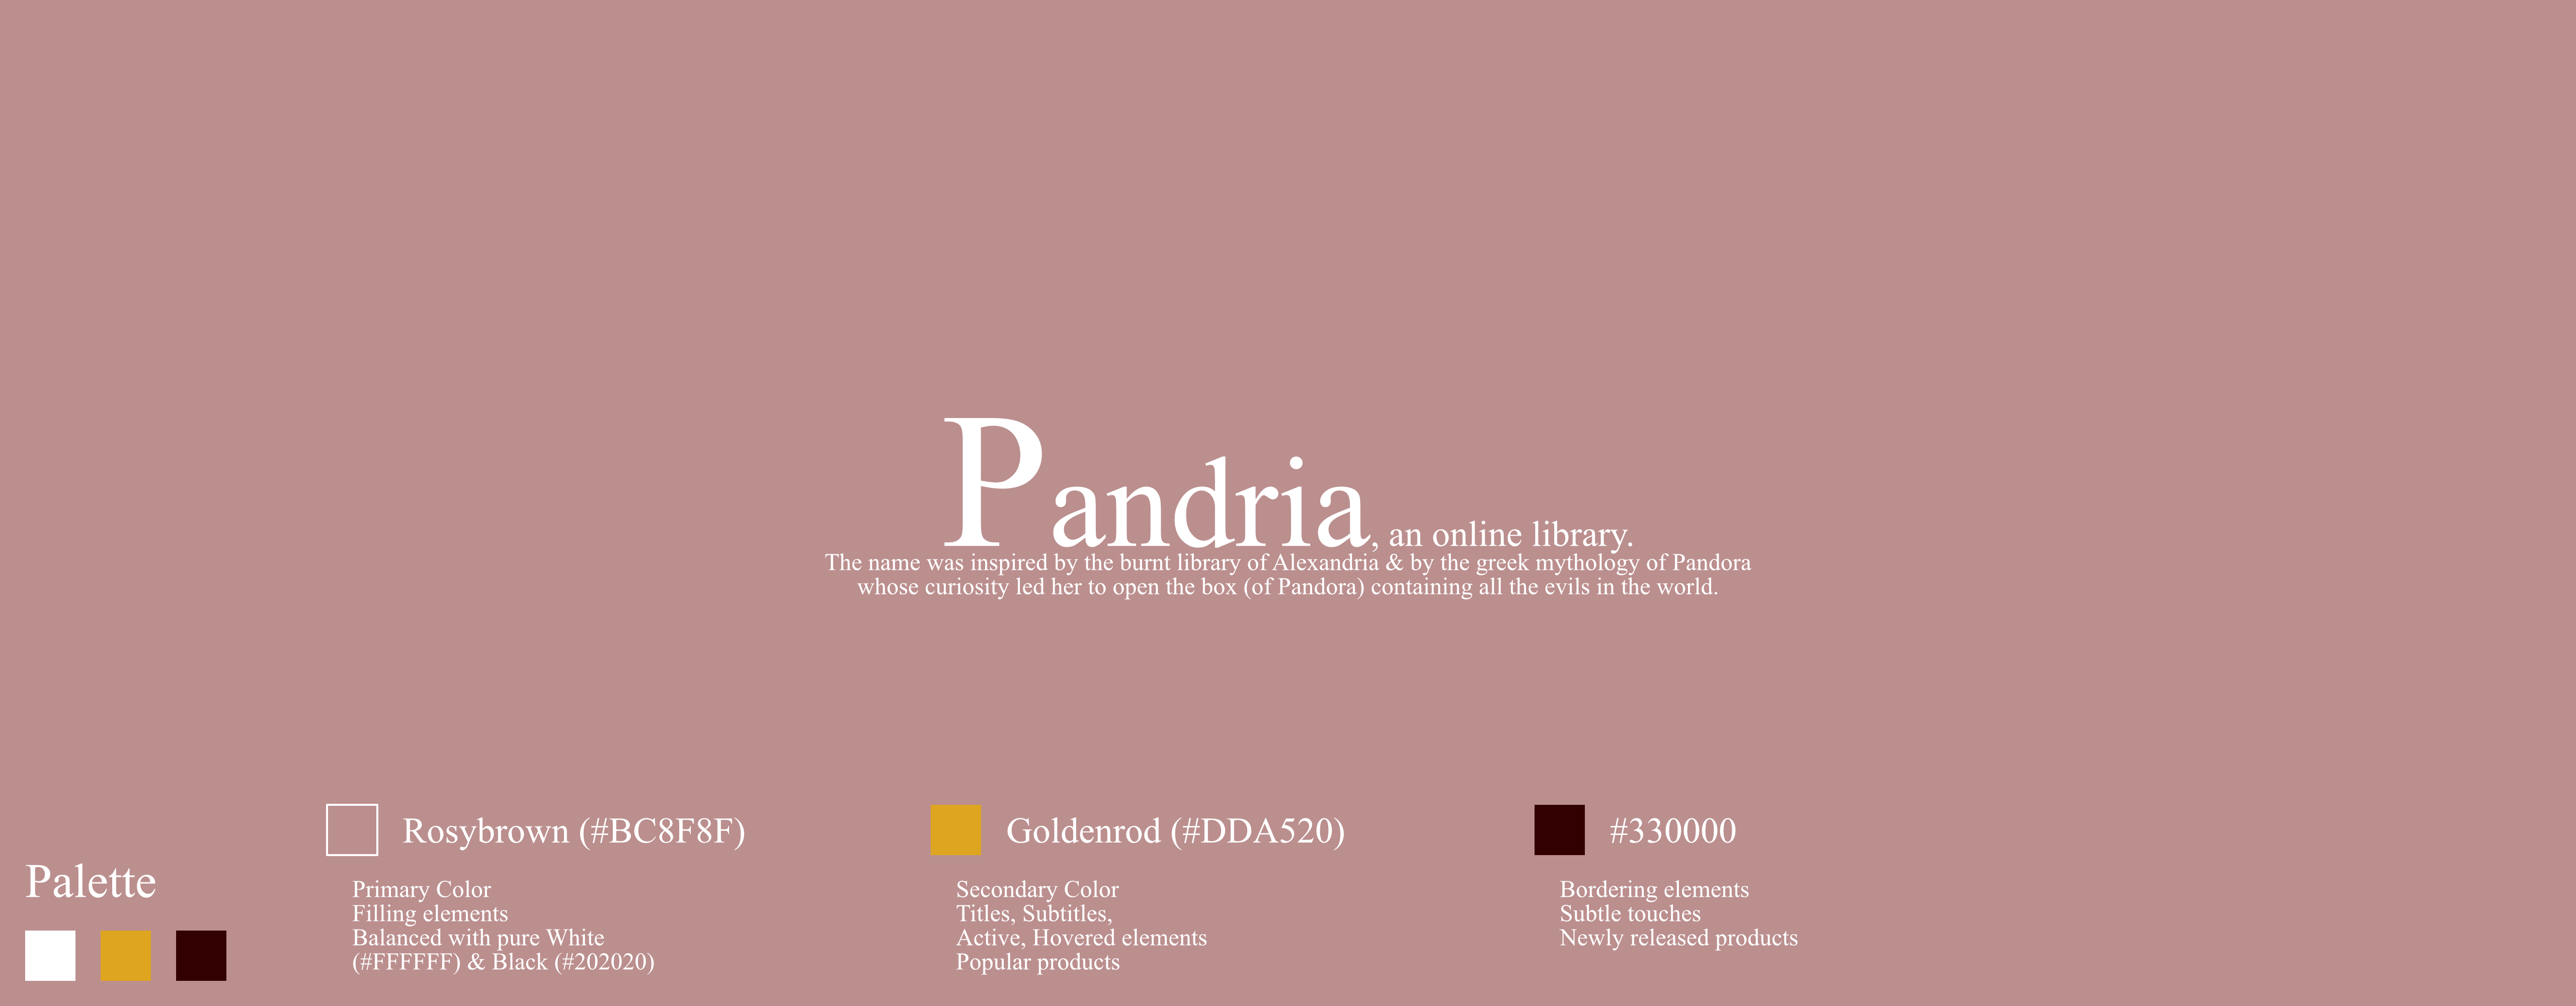 Pandria, an online library.
The name was inspired by the burnt library of Alexandria & by the greek mythology of Pandora
whose curiosity led her to open the box (of Pandora) containing all the evils in the world.
Palette
Rosybrown (#BC8F8F)
Primary Color
Filling elements
Balanced with pure White
(#FFFFFF) & Black (#202020)
Goldenrod (#DDA520)
Secondary Color
Titles, Subtitles,
Active, Hovered elements
Popular products
#330000
Bordering elements
Subtle touches
Newly released products